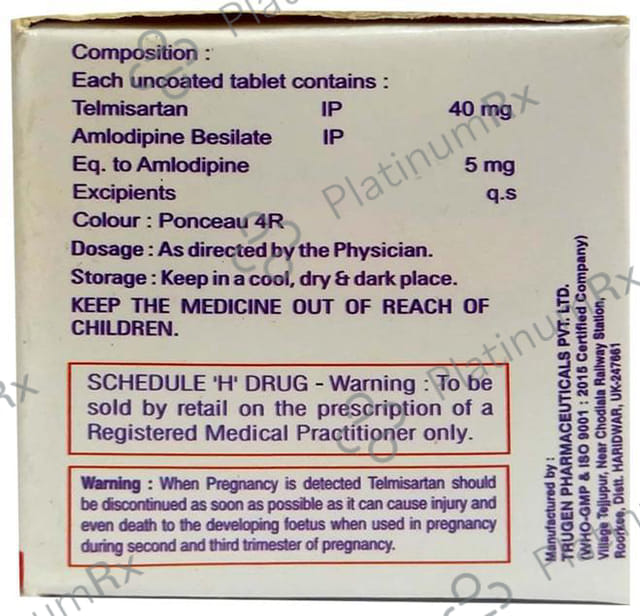 Composition :
Each uncoated tablet contains :
Telmisartan IP 40 mg
Amlodipine Besilate IP
Eq. to Amlodipine 5 mg
Excipients q.s
Colour : Ponceau 4R
Dosage : As directed by the Physician.
Storage : Keep in a cool, dry & dark place.
KEEP THE MEDICINE OUT OF REACH OF
CHILDREN.
SCHEDULE 'H' DRUG - Warning : To be
sold by retail on the prescription of a
Registered Medical Practitioner only.
Warning : When Pregnancy is detected Telmisartan should
be discontinued as soon as possible as it can cause injury and
even death to the developing foetus when used in pregnancy
during second and third trimester of pregnancy.
Manufactured by :
TRUGEN PHARMACEUTICALS PVT. LTD.
(WHO-GMP & ISO 9001 : 2015 Certified Company)
Village Tejjupur, Near Chodiala Railway Station,
Roorkee, Distt. HARIDWAR, UK-247661
PlatinumRx
PlatinumRx
PlatinumRx